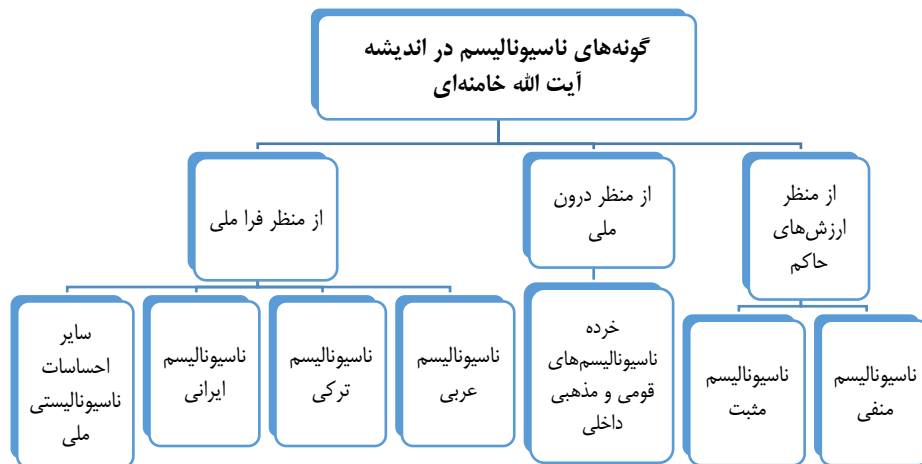 گونه‌های ناسیونالیسم در اندیشه
آیت الله خامنه‌ای
از منظر
ارزش‌های
حاکم
از منظر درون
ملی
از منظر فرا ملی
ناسیونالیسم
منفی
ناسیونالیسم
مثبت
خرده
ناسیونالیسم‌های
قومی و مذهبی
داخلی
ناسیونالیسم
عربی
ناسیونالیسم
ترکی
ناسیونالیسم
ایرانی
سایر
احساسات
ناسیونالیستی
ملی